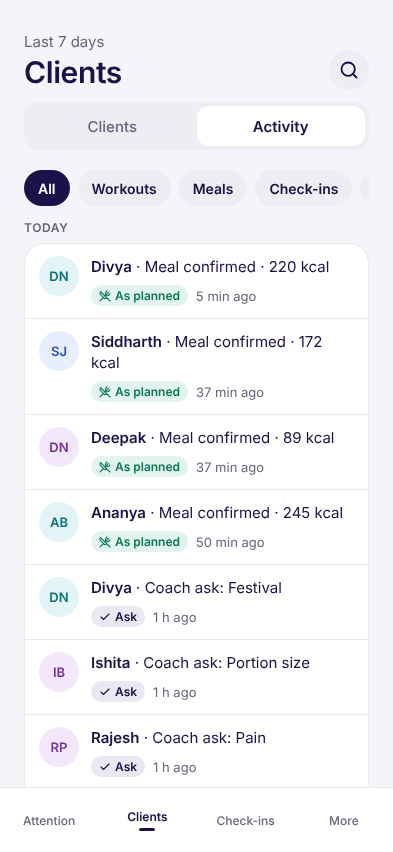 Last 7 days
Clients
Clients
Activity
All
Workouts
Meals
Check-ins
TODAY
DN
Divya · Meal confirmed · 220 kcal
As planned
5 min ago
SJ
Siddharth · Meal confirmed · 172
kcal
As planned
37 min ago
DN
Deepak · Meal confirmed · 89 kcal
As planned
37 min ago
AB
Ananya · Meal confirmed · 245 kcal
As planned
50 min ago
DN
Divya · Coach ask: Festival
Ask
1 h ago
IB
Ishita · Coach ask: Portion size
Ask
1 h ago
RP
Rajesh · Coach ask: Pain
Ask
1 h ago
Attention
Clients
Check-ins
More